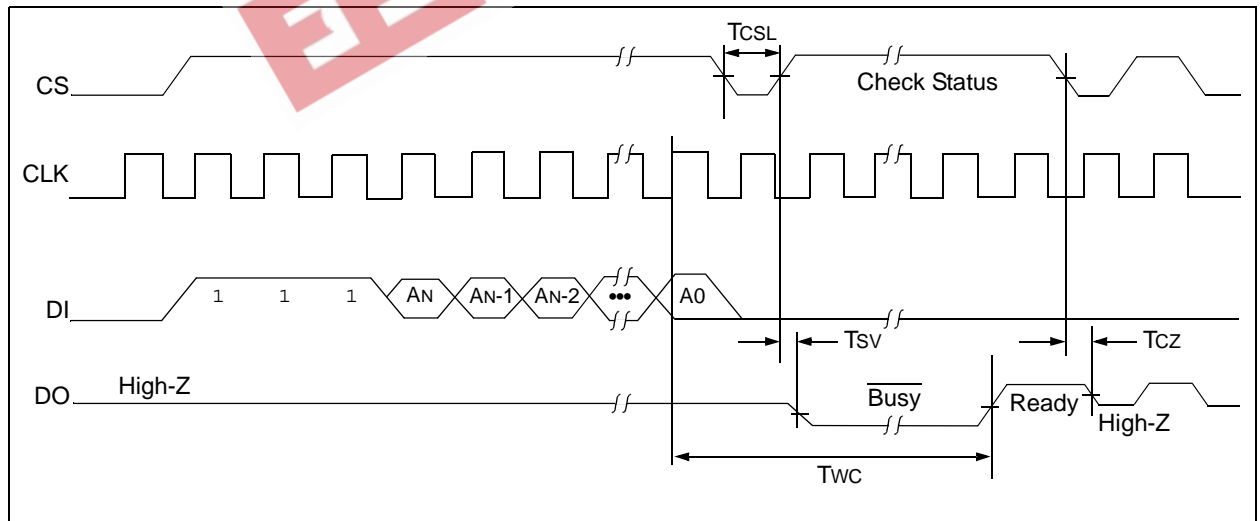 TCSL
CS
Check Status
CLK
DI
1 1 1 AN AN-1 AN-2 ••• A0
TSV
TCZ
DO
High-Z
Busy
Ready
High-Z
TWC